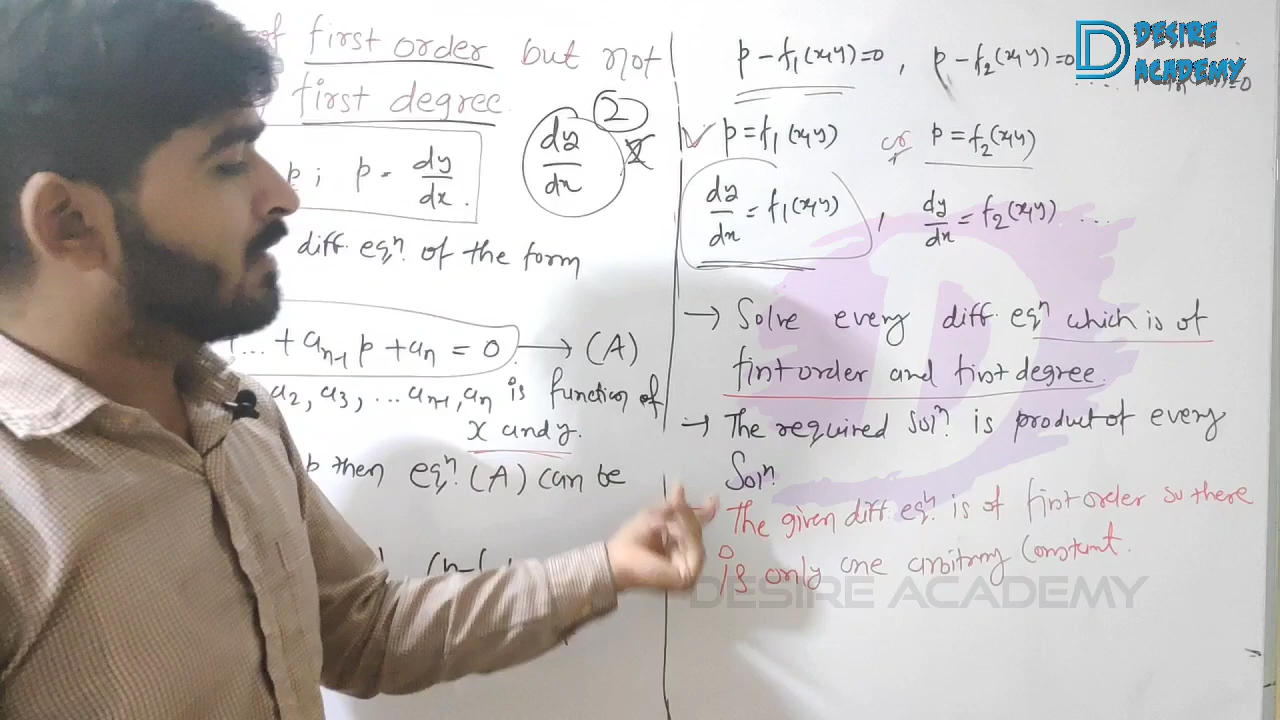 of first order but not
first degree.
p ; p = dy/dx.
dy/dx 2
diff. eqⁿ of the form
... + aₙ₋₁ p + aₙ = 0 → (A)
a₂, a₃, ... aₙ₋₁, aₙ is function of
x and y.
p then eqⁿ (A) can be
p - f₁(x,y)=0 , p - f₂(x,y)=0
p = f₁(x,y) or p = f₂(x,y)
dy/dx = f₁(x,y) , dy/dx = f₂(x,y) ...
→ Solve every diff. eqⁿ which is of
first order and first degree.
→ The required Solⁿ. is product of every
Solⁿ.
The given diff. eqⁿ. is of first order so there
is only one arbitrary Constant.
DESIRE
ACADEMY
DESIRE ACADEMY